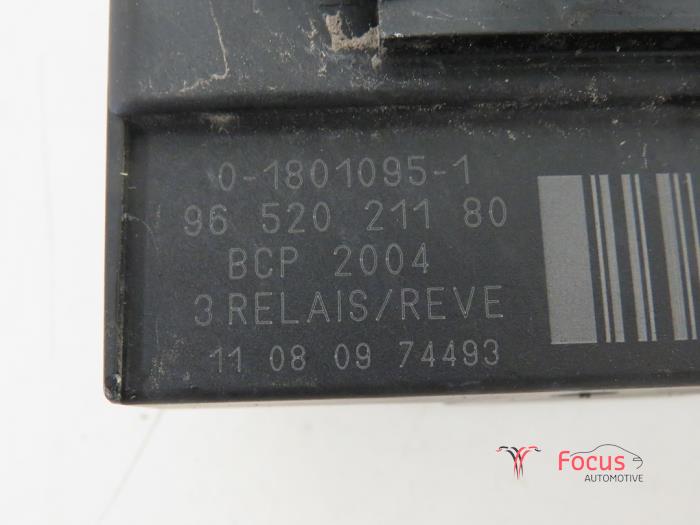 0-1801095-1
96 520 211 80
BCP 2004
3 RELAIS/REVE
11 08 09 74493
Focus
AUTOMOTIVE